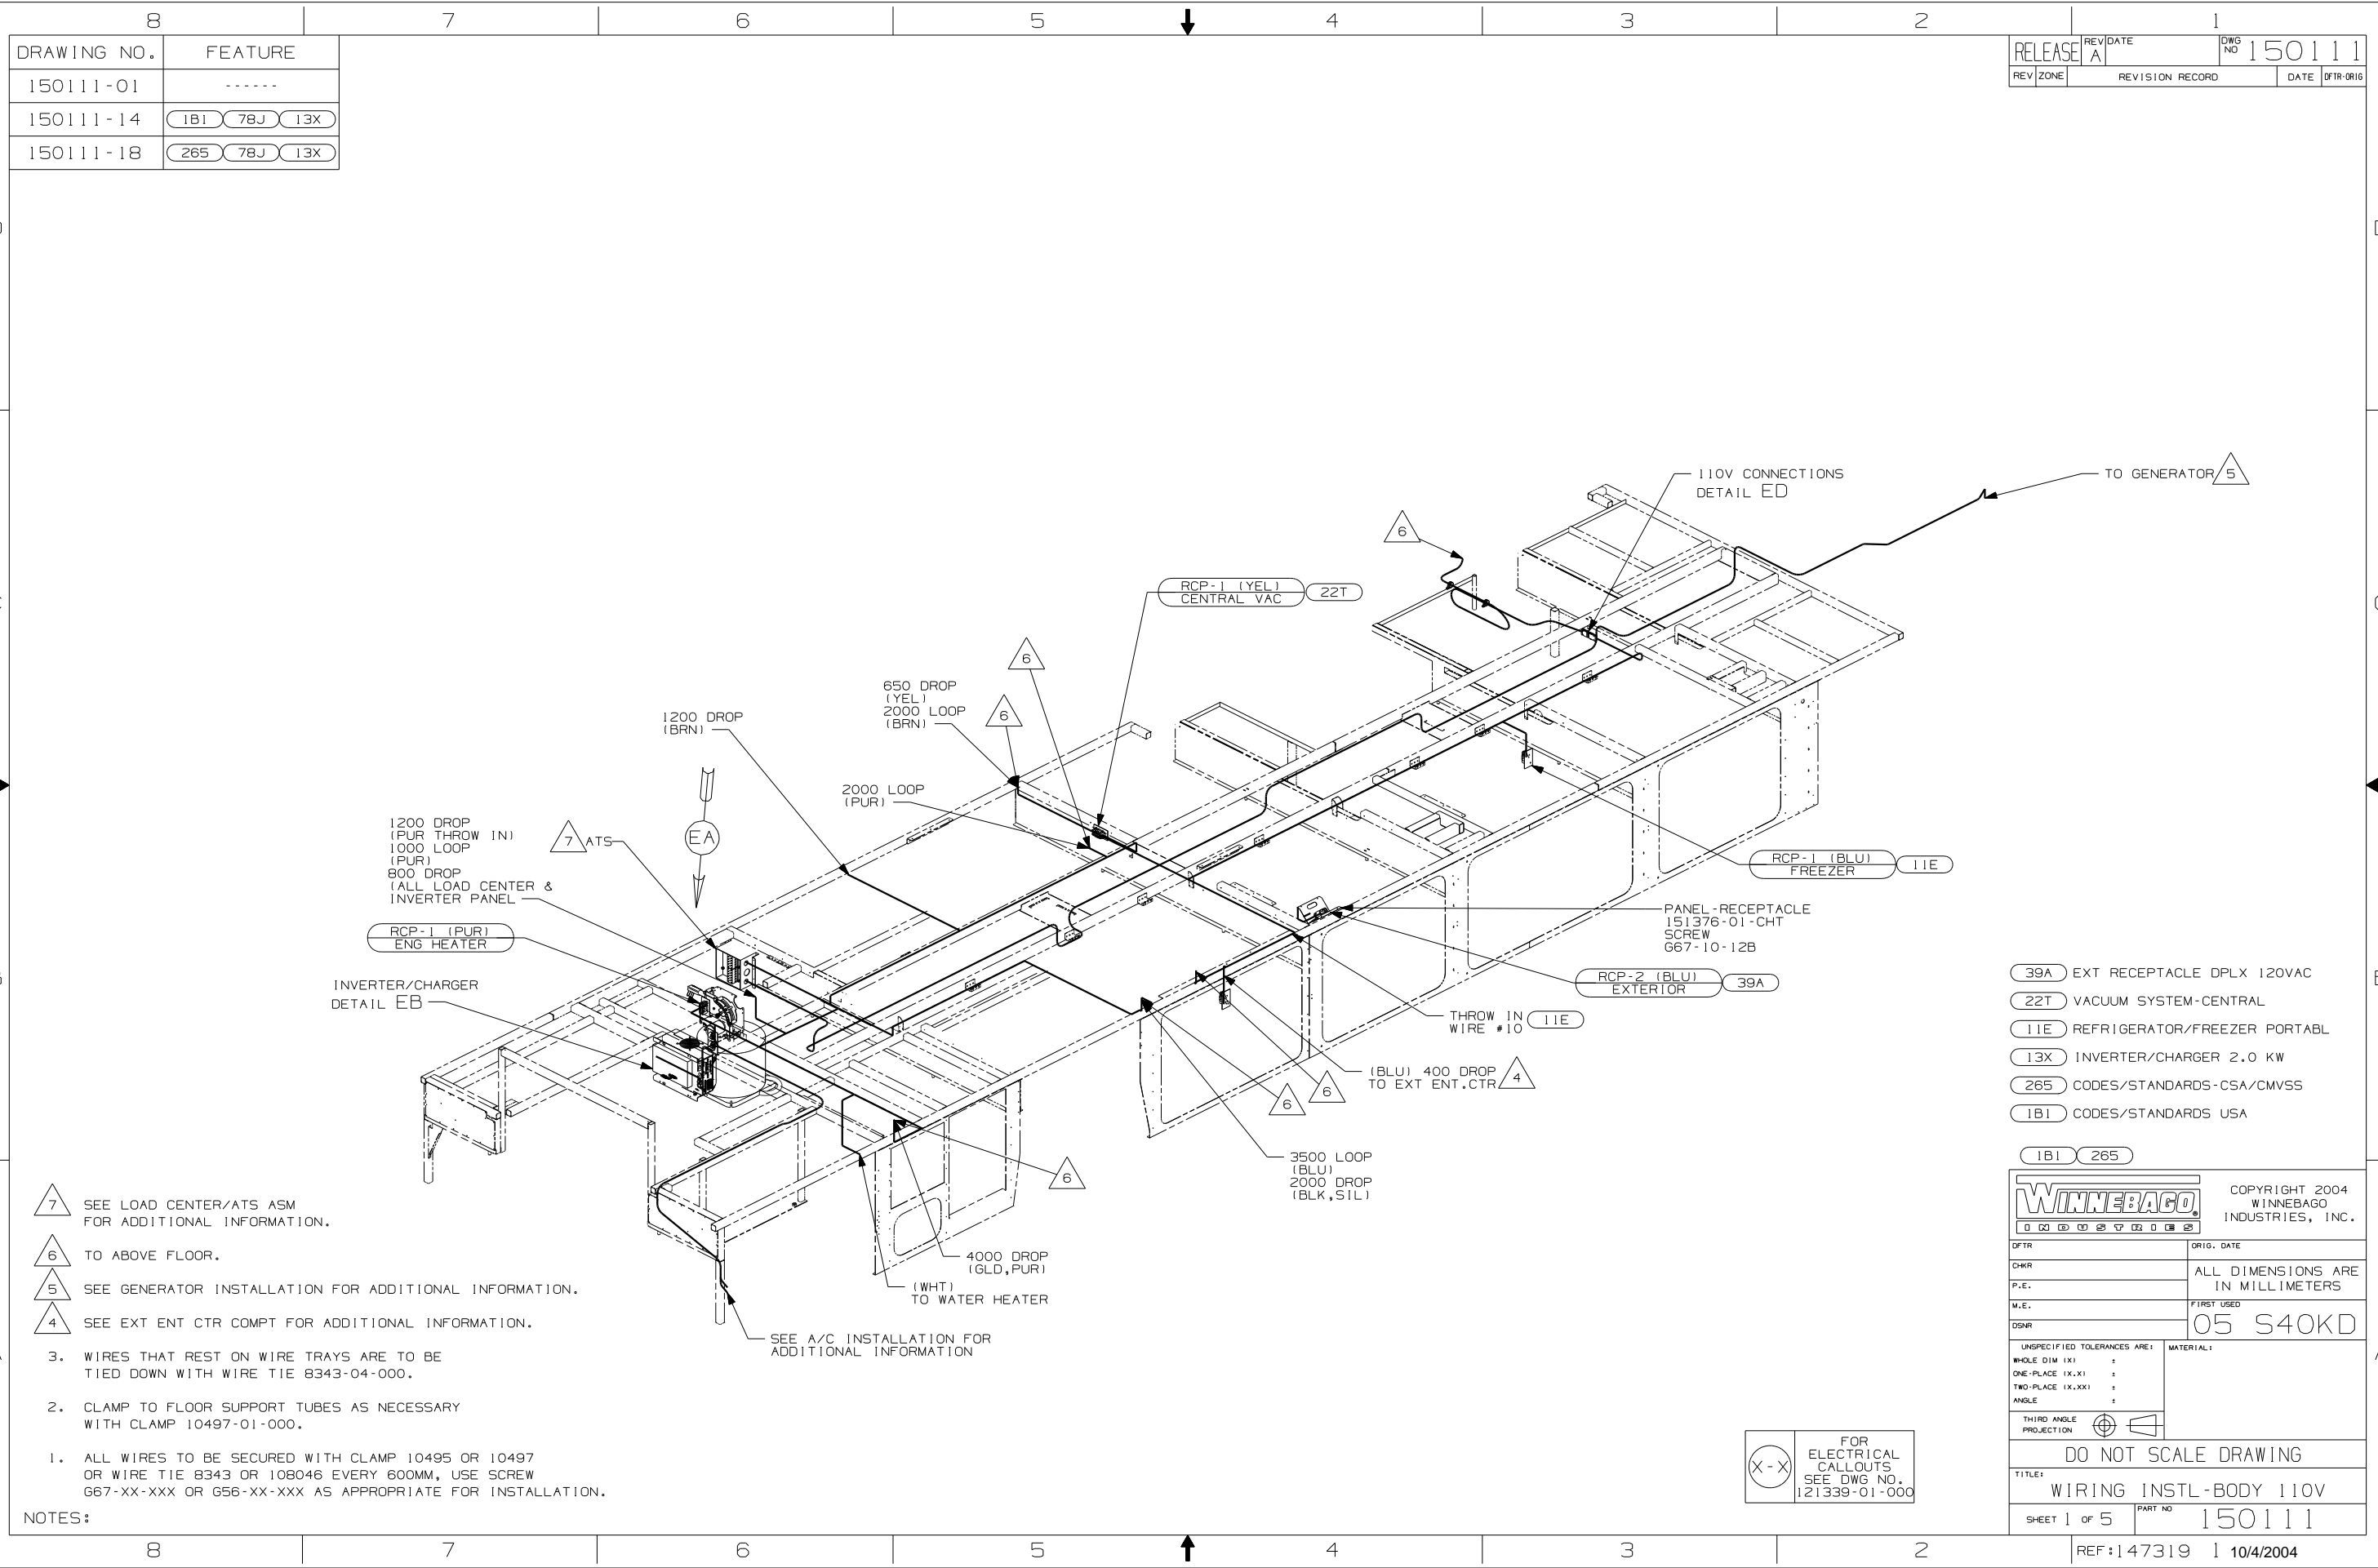 8 7 6 5 4 3 2 1
DRAWING NO. FEATURE
150111-01 ------
150111-14 1B1 78J 13X
150111-18 265 78J 13X
RELEASE REV A DATE DWG NO 150111
REV ZONE REVISION RECORD DATE DFTR-ORIG
110V CONNECTIONS
DETAIL ED
TO GENERATOR 5
6
RCP-1 (YEL)
CENTRAL VAC
22T
6
650 DROP
(YEL)
2000 LOOP
(BRN)
6
1200 DROP
(BRN)
2000 LOOP
(PUR)
EA
1200 DROP
(PUR THROW IN)
1000 LOOP
(PUR)
800 DROP
(ALL LOAD CENTER &
INVERTER PANEL
7 ATS
RCP-1 (PUR)
ENG HEATER
INVERTER/CHARGER
DETAIL EB
RCP-1 (BLU)
FREEZER
11E
PANEL-RECEPTACLE
151376-01-CHT
SCREW
G67-10-12B
RCP-2 (BLU)
EXTERIOR
39A
THROW IN
WIRE #10
11E
(BLU) 400 DROP
TO EXT ENT.CTR 4
6
6
3500 LOOP
(BLU)
2000 DROP
(BLK,SIL)
6
4000 DROP
(GLD,PUR)
(WHT)
TO WATER HEATER
SEE A/C INSTALLATION FOR
ADDITIONAL INFORMATION
39A EXT RECEPTACLE DPLX 120VAC
22T VACUUM SYSTEM-CENTRAL
11E REFRIGERATOR/FREEZER PORTABL
13X INVERTER/CHARGER 2.0 KW
265 CODES/STANDARDS-CSA/CMVSS
1B1 CODES/STANDARDS USA
1B1 265
7 SEE LOAD CENTER/ATS ASM
FOR ADDITIONAL INFORMATION.
6 TO ABOVE FLOOR.
5 SEE GENERATOR INSTALLATION FOR ADDITIONAL INFORMATION.
4 SEE EXT ENT CTR COMPT FOR ADDITIONAL INFORMATION.
3. WIRES THAT REST ON WIRE TRAYS ARE TO BE
TIED DOWN WITH WIRE TIE 8343-04-000.
2. CLAMP TO FLOOR SUPPORT TUBES AS NECESSARY
WITH CLAMP 10497-01-000.
1. ALL WIRES TO BE SECURED WITH CLAMP 10495 OR 10497
OR WIRE TIE 8343 OR 108046 EVERY 600MM, USE SCREW
G67-XX-XXX OR G56-XX-XXX AS APPROPRIATE FOR INSTALLATION.
NOTES:
X-X
FOR
ELECTRICAL
CALLOUTS
SEE DWG NO.
121339-01-000
WINNEBAGO
INDUSTRIES
COPYRIGHT 2004
WINNEBAGO
INDUSTRIES, INC.
DFTR ORIG. DATE
CHKR
P.E.
M.E.
DSNR
ALL DIMENSIONS ARE
IN MILLIMETERS
FIRST USED
05 S40KD
UNSPECIFIED TOLERANCES ARE: MATERIAL:
WHOLE DIM (X) :
ONE-PLACE (X.X) :
TWO-PLACE (X.XX) :
ANGLE :
THIRD ANGLE
PROJECTION
DO NOT SCALE DRAWING
TITLE:
WIRING INSTL-BODY 110V
SHEET 1 OF 5 PART NO 150111
8 7 6 5 4 3 2
REF:147319 1 10/4/2004